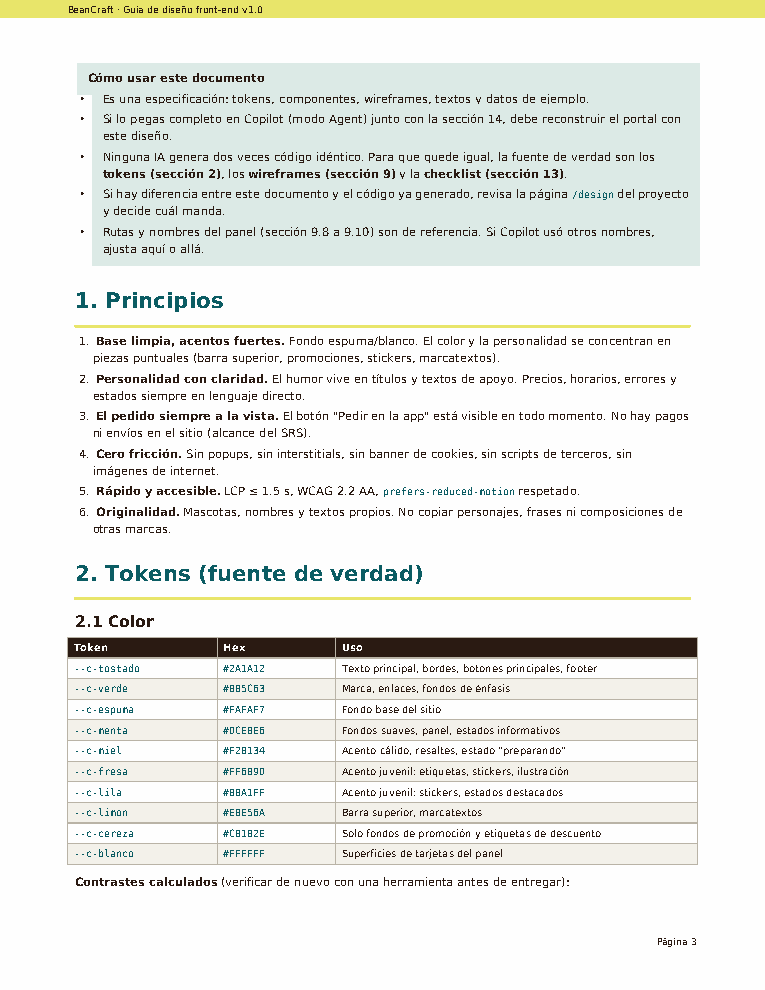 BeanCraft · Guía de diseño front-end v1.0
Cómo usar este documento
• Es una especificación: tokens, componentes, wireframes, textos y datos de ejemplo.
• Si lo pegas completo en Copilot (modo Agent) junto con la sección 14, debe reconstruir el portal con
este diseño.
• Ninguna IA genera dos veces código idéntico. Para que quede igual, la fuente de verdad son los
tokens (sección 2), los wireframes (sección 9) y la checklist (sección 13).
• Si hay diferencia entre este documento y el código ya generado, revisa la página /design del proyecto
y decide cuál manda.
• Rutas y nombres del panel (sección 9.8 a 9.10) son de referencia. Si Copilot usó otros nombres,
ajusta aquí o allá.
1. Principios
1. Base limpia, acentos fuertes. Fondo espuma/blanco. El color y la personalidad se concentran en
piezas puntuales (barra superior, promociones, stickers, marcatextos).
2. Personalidad con claridad. El humor vive en títulos y textos de apoyo. Precios, horarios, errores y
estados siempre en lenguaje directo.
3. El pedido siempre a la vista. El botón "Pedir en la app" está visible en todo momento. No hay pagos
ni envíos en el sitio (alcance del SRS).
4. Cero fricción. Sin popups, sin interstitials, sin banner de cookies, sin scripts de terceros, sin
imágenes de internet.
5. Rápido y accesible. LCP ≤ 1.5 s, WCAG 2.2 AA, prefers-reduced-motion respetado.
6. Originalidad. Mascotas, nombres y textos propios. No copiar personajes, frases ni composiciones de
otras marcas.
2. Tokens (fuente de verdad)
2.1 Color
Token Hex Uso
--c-tostado #2A1A12 Texto principal, bordes, botones principales, footer
--c-verde Marca, enlaces, fondos de énfasis
--c-espuma #FAFAF7 Fondo base del sitio
--c-menta #DCEBE6 Fondos suaves, panel, estados informativos
--c-miel #F2B134 Acento cálido, resaltes, estado "preparando"
--c-fresa #FF6B9D Acento juvenil: etiquetas, stickers, ilustración
--c-lila #B8A1FF Acento juvenil: stickers, estados destacados
--c-limon #E8E56A Barra superior, marcatextos
--c-cereza #C81D2E Solo fondos de promoción y etiquetas de descuento
--c-blanco #FFFFFF Superficies de tarjetas del panel
Contrastes calculados (verificar de nuevo con una herramienta antes de entregar):
Página 3